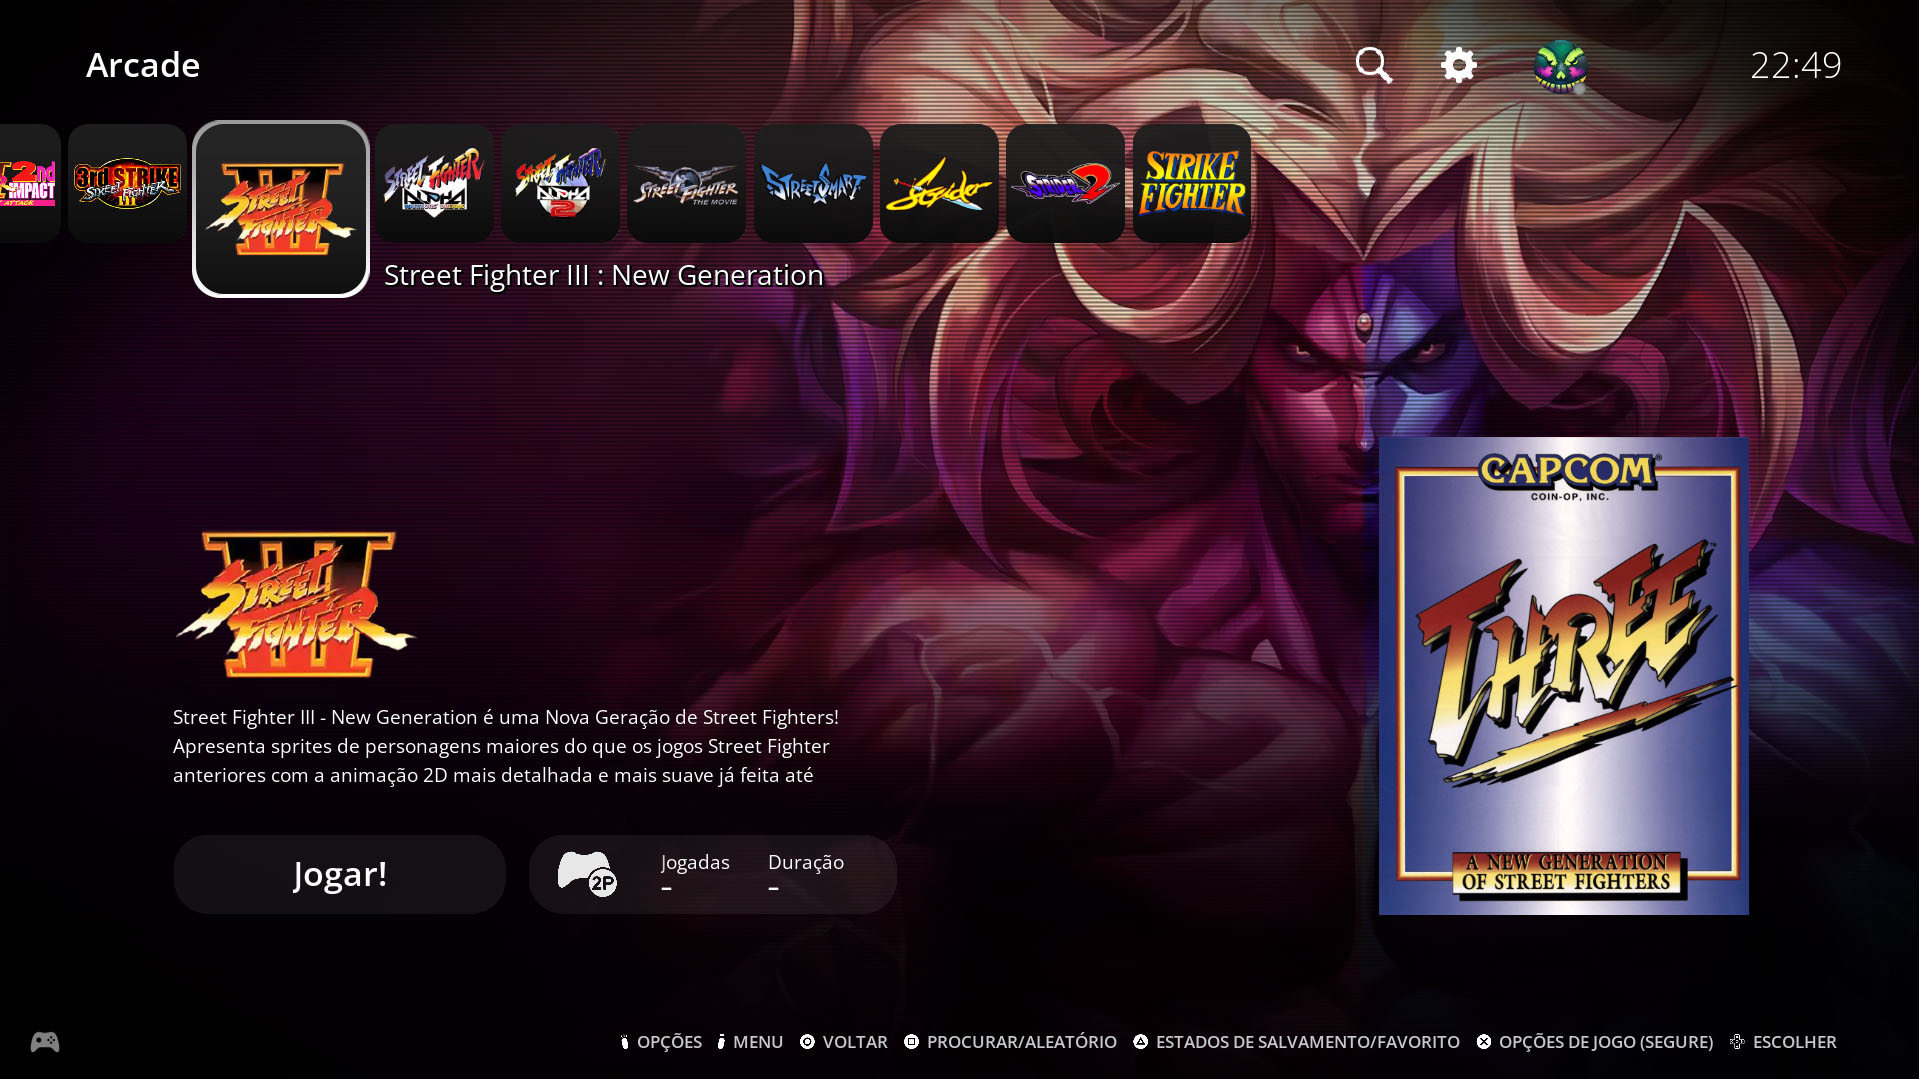 Arcade
22:49
2nd
IMPACT
ATTACK
3rd STRIKE
STREET FIGHTER
III
STREET FIGHTER III
STREET FIGHTER
ALPHA
STREET FIGHTER
ALPHA
2
STREET FIGHTER
THE MOVIE
STREET SMART
Strider
STRIDER 2
STRIKE
FIGHTER
Street Fighter III : New Generation
CAPCOM®
COIN-OP, INC.
THREE™
A NEW GENERATION
OF STREET FIGHTERS
STREET
FIGHTER
III
Street Fighter III - New Generation é uma Nova Geração de Street Fighters!
Apresenta sprites de personagens maiores do que os jogos Street Fighter
anteriores com a animação 2D mais detalhada e mais suave já feita até
Jogar!
2P
Jogadas
–
Duração
–
OPÇÕES
MENU
VOLTAR
PROCURAR/ALEATÓRIO
ESTADOS DE SALVAMENTO/FAVORITO
OPÇÕES DE JOGO (SEGURE)
ESCOLHER